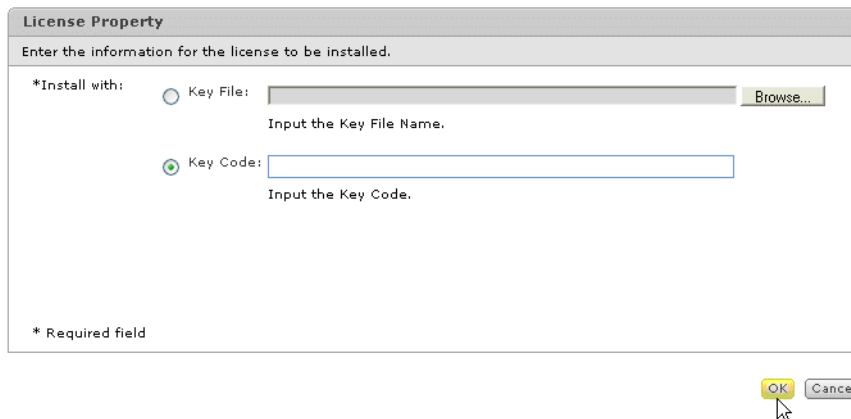 License Property
Enter the information for the license to be installed.
*Install with:
Key File:
Browse...
Input the Key File Name.
Key Code:
Input the Key Code.
* Required field
OK
Cance